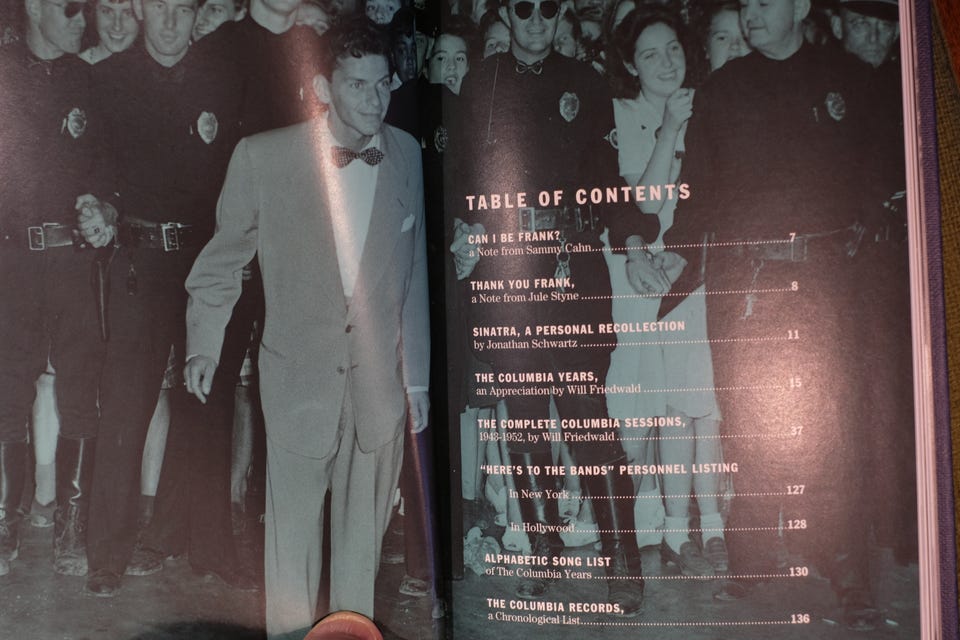 TABLE OF CONTENTS
CAN I BE FRANK?
a Note from Sammy Cahn.......7
THANK YOU FRANK,
a Note from Jule Styne.......8
SINATRA, A PERSONAL RECOLLECTION
by Jonathan Schwartz.......11
THE COLUMBIA YEARS,
an Appreciation by Will Friedwald.......15
THE COMPLETE COLUMBIA SESSIONS,
1943-1952, by Will Friedwald.......37
"HERE'S TO THE BANDS" PERSONNEL LISTING
in New York.......127
in Hollywood.......128
ALPHABETIC SONG LIST
of The Columbia Years.......130
THE COLUMBIA RECORDS,
a Chronological List.......136